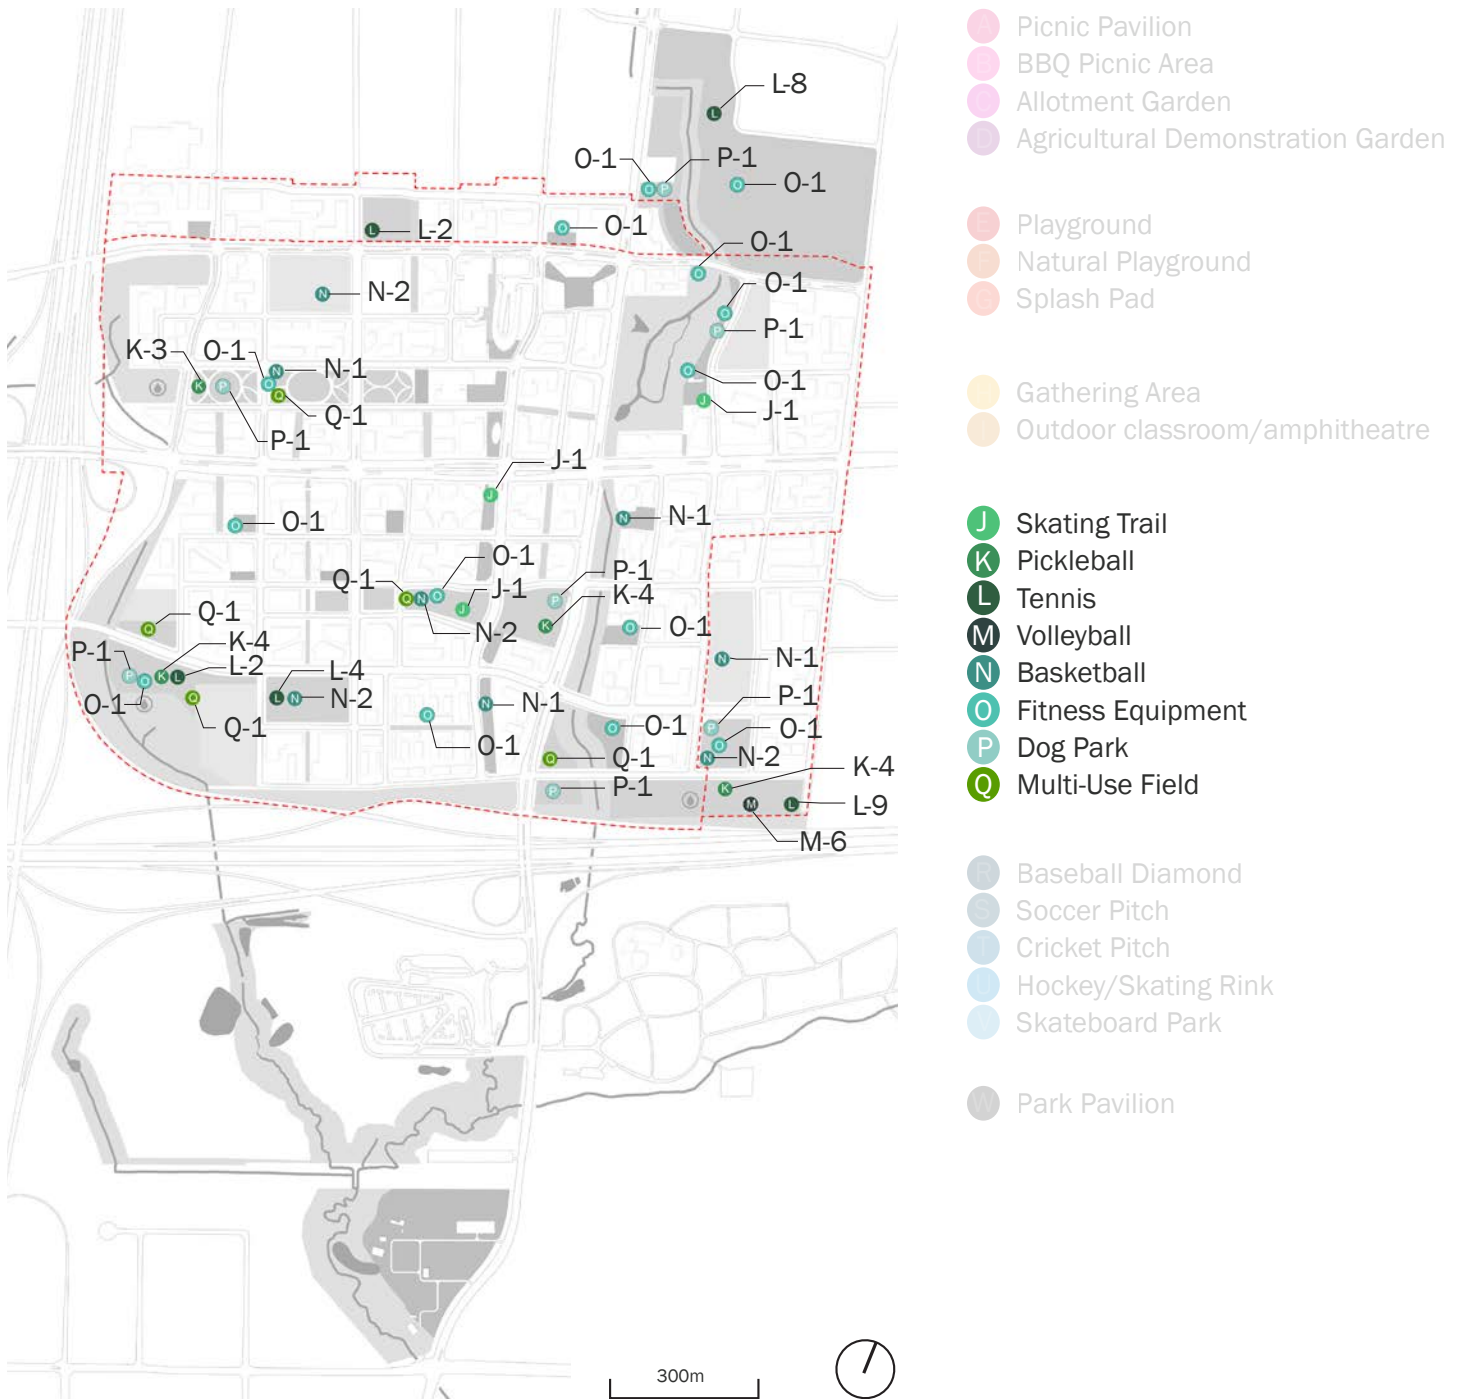 L-8
O-1
P-1
O-1
L-2
O-1
O-1
N-2
O-1
K-3
O-1
N-1
P-1
O-1
Q-1
J-1
P-1
J-1
O-1
N-1
O-1
Q-1
J-1
P-1
K-4
Q-1
N-2
O-1
K-4
P-1
L-2
L-4
N-1
O-1
N-2
N-1
P-1
Q-1
O-1
O-1
O-1
N-2
Q-1
K-4
P-1
L-9
M-6
300m
A Picnic Pavilion
B BBQ Picnic Area
C Allotment Garden
D Agricultural Demonstration Garden
E Playground
F Natural Playground
G Splash Pad
Gathering Area
I Outdoor classroom/amphitheatre
J Skating Trail
K Pickleball
L Tennis
M Volleyball
N Basketball
O Fitness Equipment
P Dog Park
Q Multi-Use Field
R Baseball Diamond
S Soccer Pitch
T Cricket Pitch
U Hockey/Skating Rink
Skateboard Park
W Park Pavilion